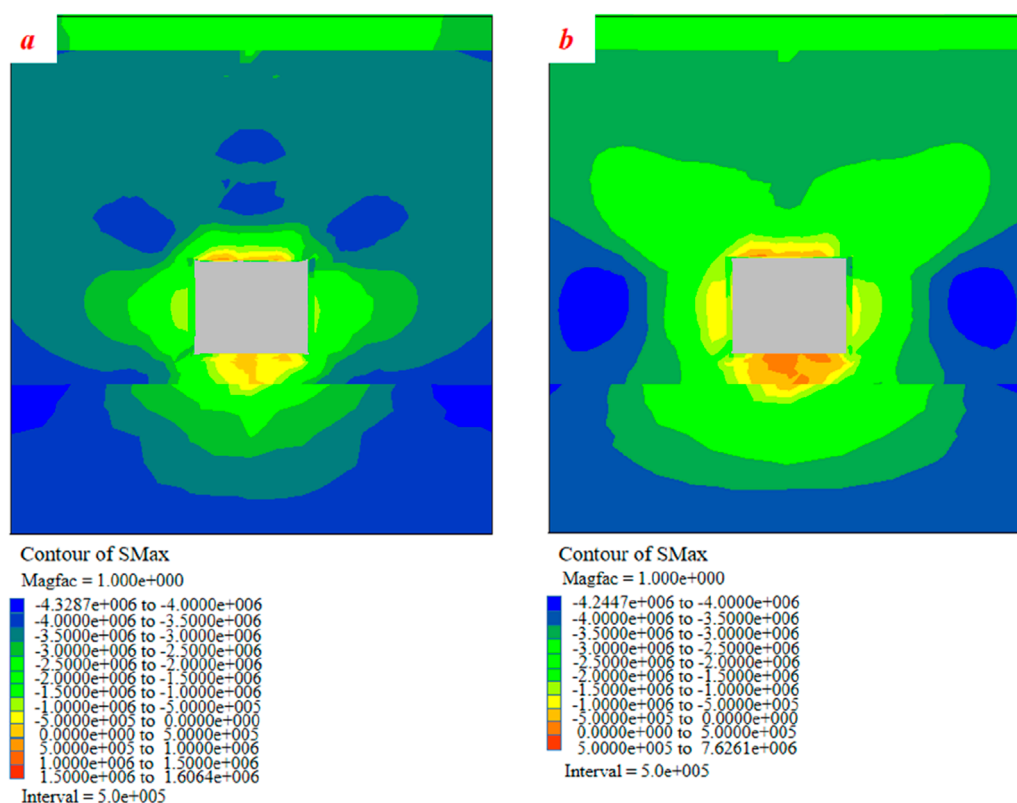 a
b
Contour of SMax
Magfac = 1.000e+000
-4.3287e+006 to -4.0000e+006
-4.0000e+006 to -3.5000e+006
-3.5000e+006 to -3.0000e+006
-3.0000e+006 to -2.5000e+006
-2.5000e+006 to -2.0000e+006
-2.0000e+006 to -1.5000e+006
-1.5000e+006 to -1.0000e+006
-1.0000e+006 to -5.0000e+005
-5.0000e+005 to 0.0000e+000
0.0000e+000 to 5.0000e+005
5.0000e+005 to 1.0000e+006
1.0000e+006 to 1.5000e+006
1.5000e+006 to 1.6064e+006
Interval = 5.0e+005
Contour of SMax
Magfac = 1.000e+000
-4.2447e+006 to -4.0000e+006
-4.0000e+006 to -3.5000e+006
-3.5000e+006 to -3.0000e+006
-3.0000e+006 to -2.5000e+006
-2.5000e+006 to -2.0000e+006
-2.0000e+006 to -1.5000e+006
-1.5000e+006 to -1.0000e+006
-1.0000e+006 to -5.0000e+005
-5.0000e+005 to 0.0000e+000
0.0000e+000 to 5.0000e+005
5.0000e+005 to 7.6261e+006
Interval = 5.0e+005